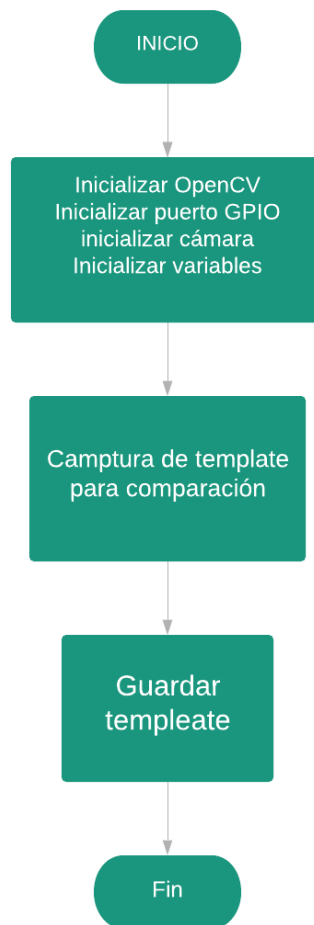 INICIO
Inicializar OpenCV
Inicializar puerto GPIO
inicializar cámara
Inicializar variables
Camptura de template
para comparación
Guardar
templeate
Fin